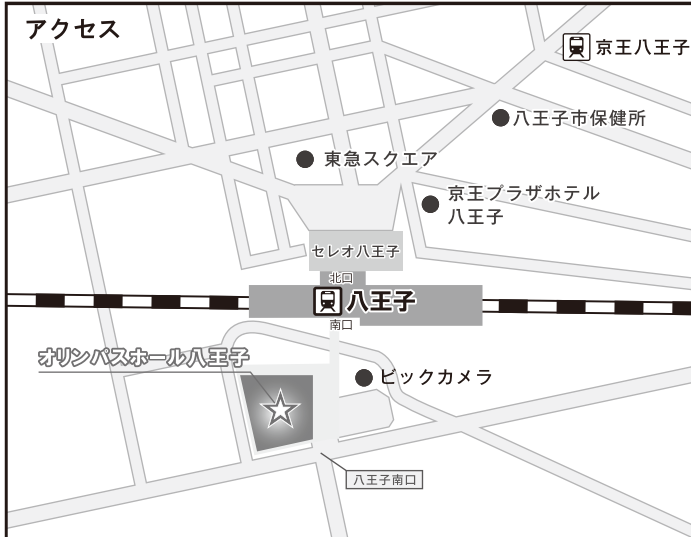 アクセス
京王八王子
八王子市保健所
東急スクエア
京王プラザホテル
八王子
セレオ八王子
北口
八王子
南口
オリンパスホール八王子
ビックカメラ
八王子南口